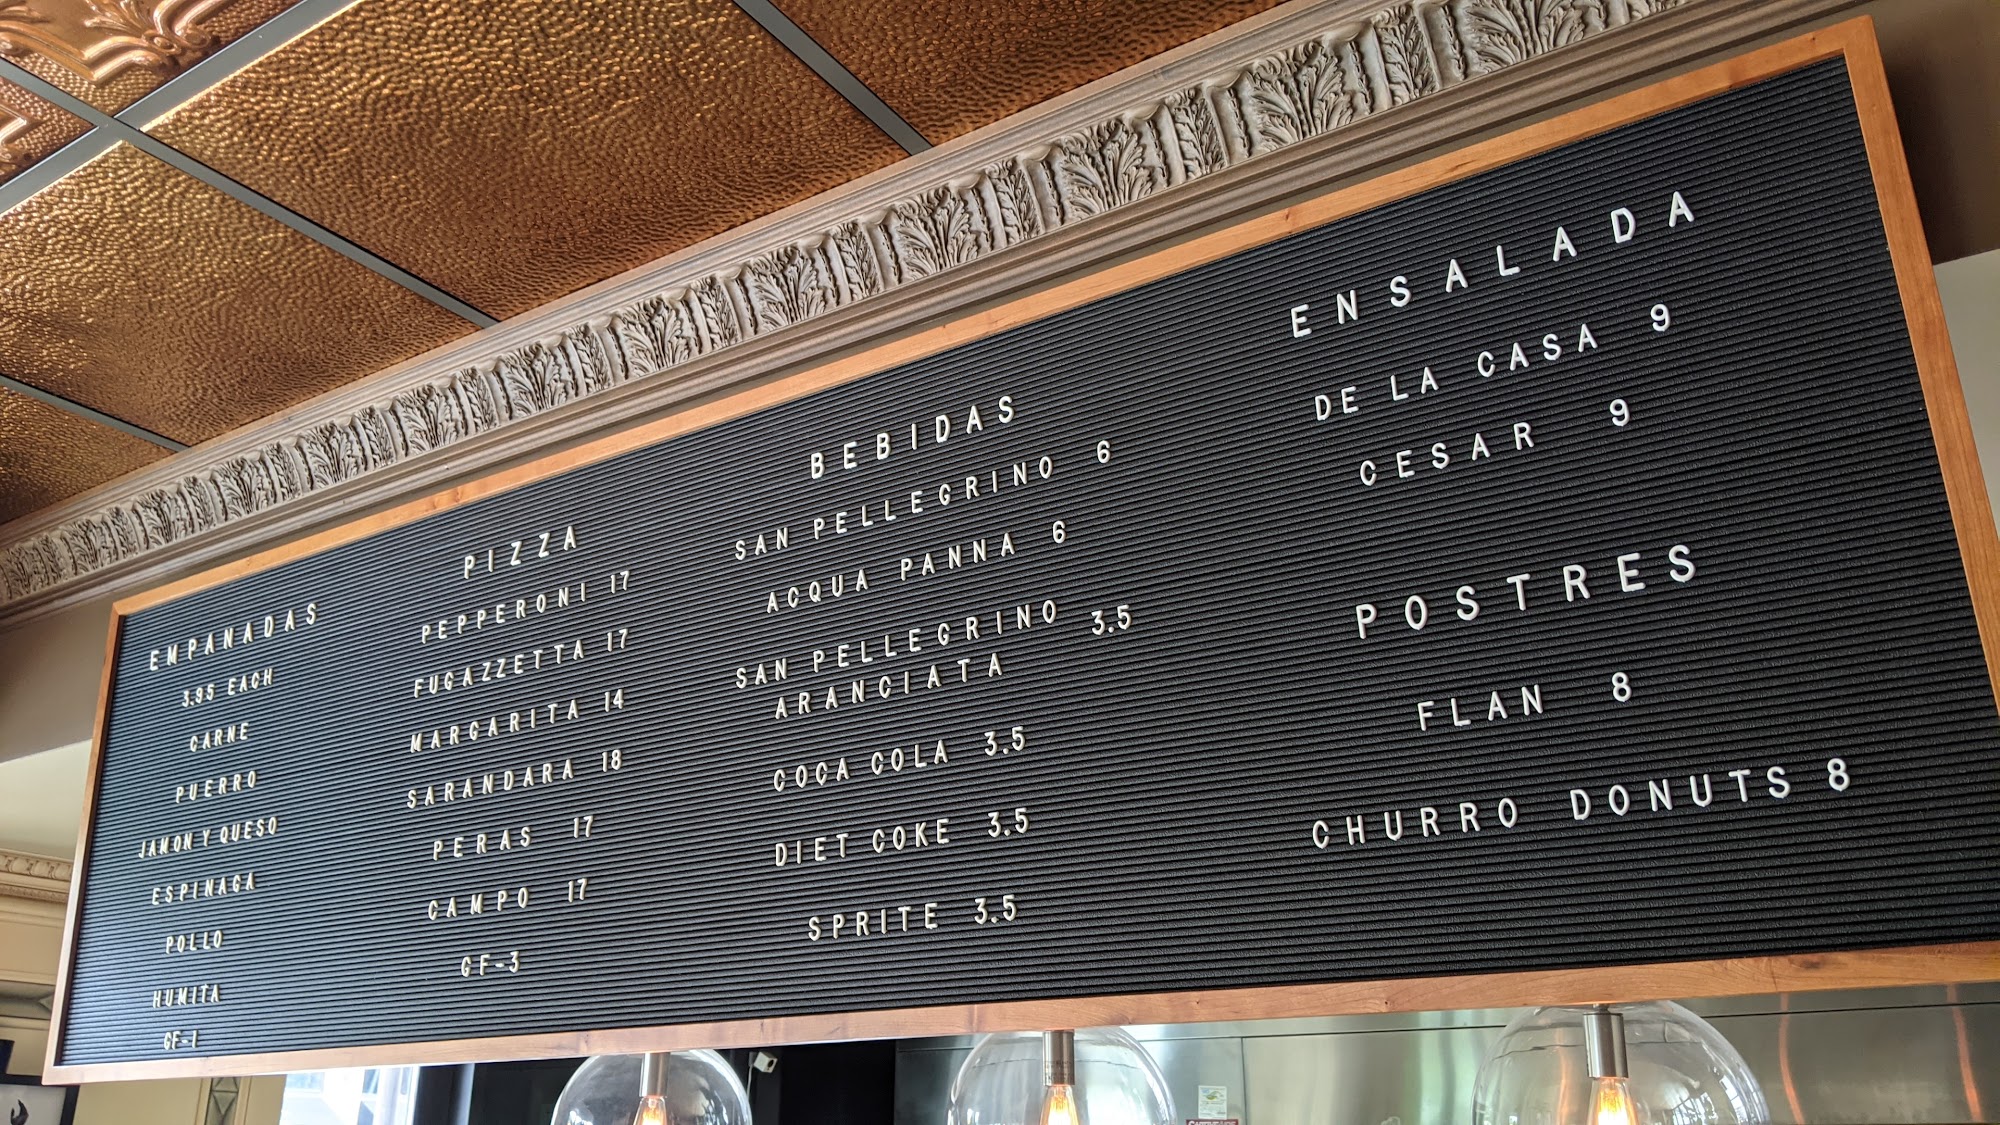 EMPANADAS
3.95 EACH
CARNE
PUERRO
JAMON Y QUESO
ESPINACA
POLLO
HUMITA
GF-1
PIZZA
PEPPERONI 17
FUGAZZETTA 17
MARGARITA 14
SARANDARA 18
PERAS 17
CAMPO 17
GF-3
BEBIDAS
SAN PELLEGRINO 6
ACQUA PANNA 6
SAN PELLEGRINO 3.5
ARANCIATA
COCA COLA 3.5
DIET COKE 3.5
SPRITE 3.5
ENSALADA
DE LA CASA 9
CESAR 9
POSTRES
FLAN 8
CHURRO DONUTS 8